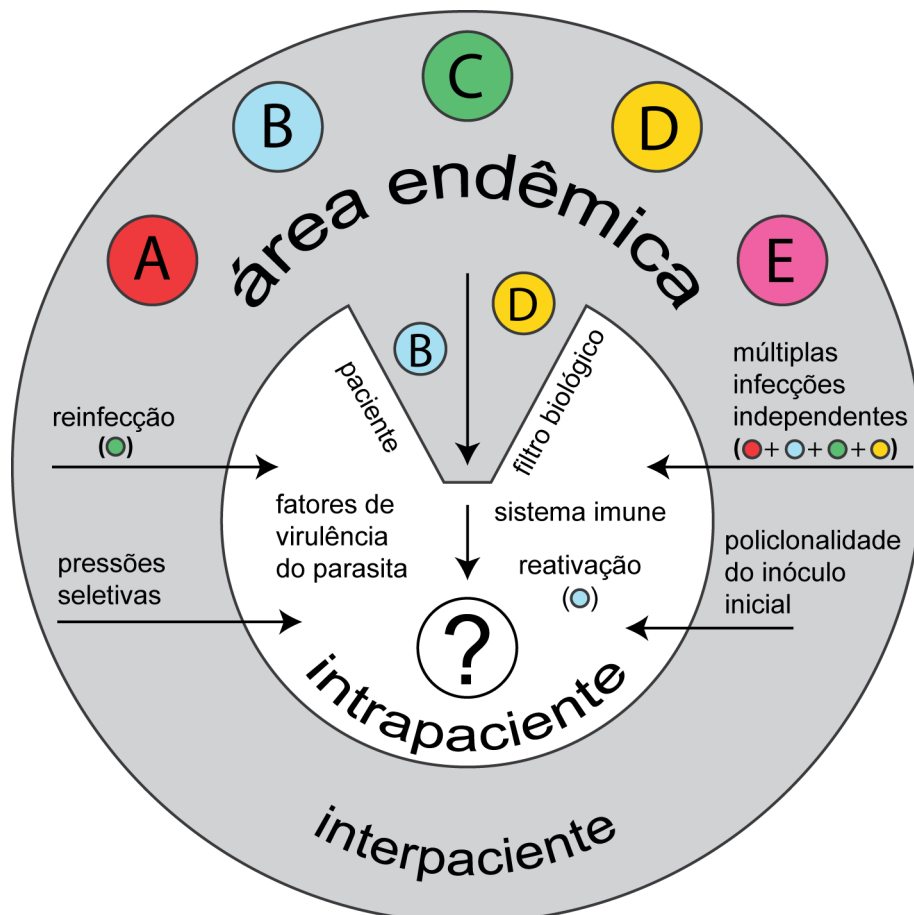 C
B
D
A
E
área endêmica
B
D
paciente
filtro biológico
reinfecção
()
múltiplas
infecções
independentes
(+++)
fatores de
virulência
do parasita
sistema imune
reativação
()
pressões
seletivas
policlonalidade
do inóculo
inicial
?
intrapaciente
interpaciente